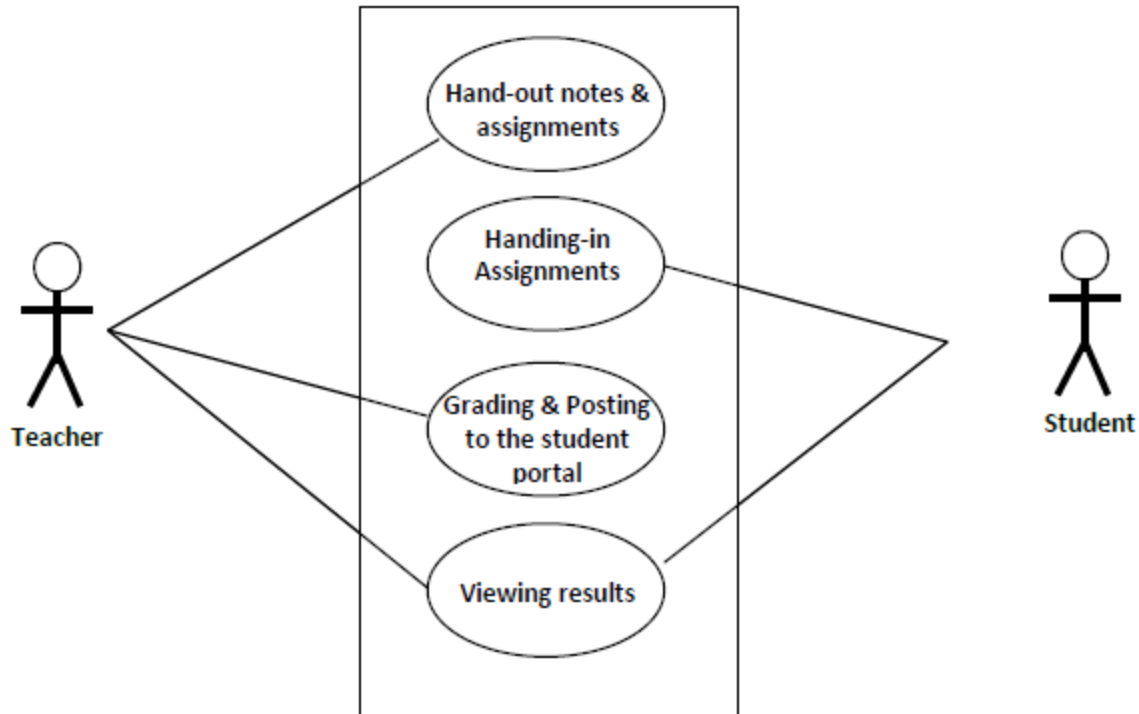 Hand-out notes &
assignments
Handing-in
Assignments
Grading & Posting
to the student
portal
Viewing results
Teacher
Student